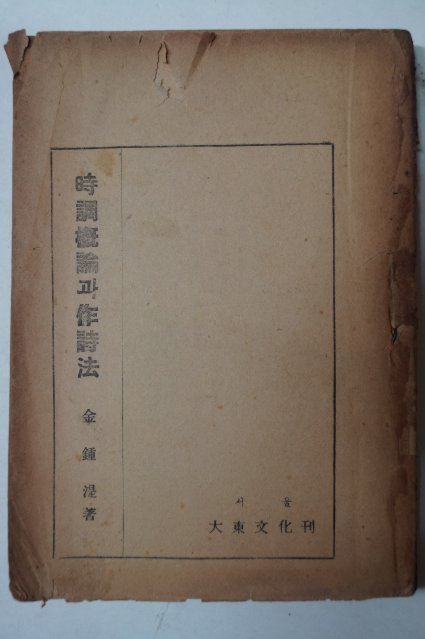 時調槪論과作詩法
金鍾湜著
서울
大東文化刊